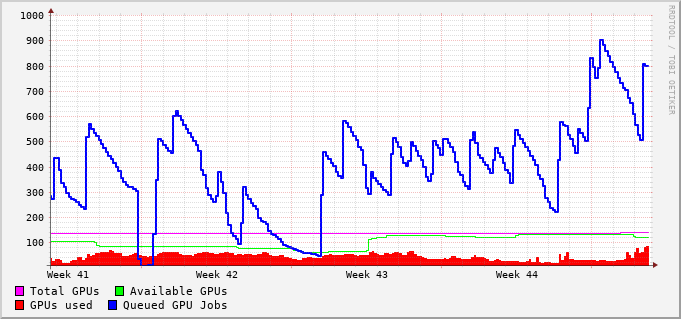 1000
900
800
700
600
500
400
300
200
100
Week 41 Week 42 Week 43 Week 44
Total GPUs Available GPUs
GPUs used Queued GPU Jobs
RRDTOOL / TOBI OETIKER